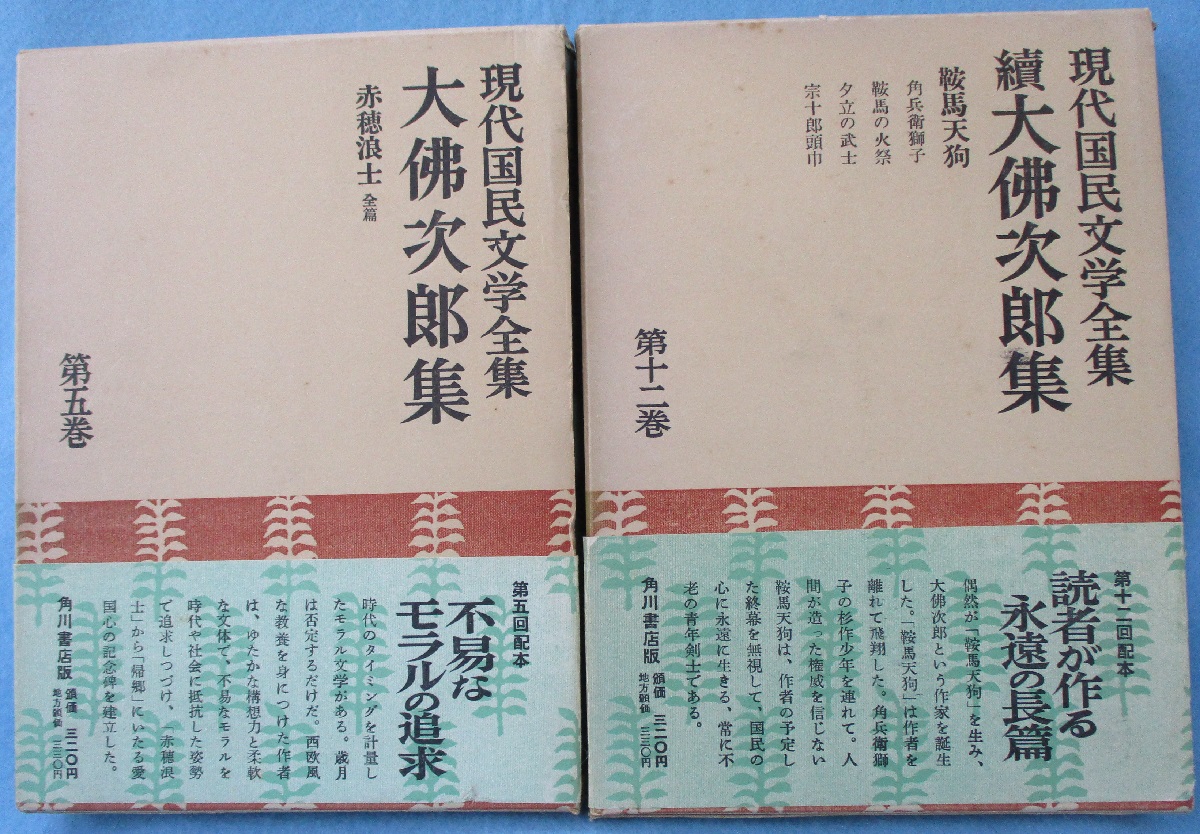 現代国民文学全集
大佛次郎集
赤穂浪士 全篇
第五巻
第五回配本
不易な
モラルの追求
時代のタイミングを計量し
たモラル文学がある。歳月
は否定するだけだ。西欧風
な教養を身につけた作者
は、ゆたかな構想力と柔軟
な文体で、不易なモラルを
時代や社会に抵抗した姿勢
で追求しつづけ、「赤穂浪
士」から「帰郷」にいたる愛
国心の記念碑を建立した。
角川書店版 頒価 三二〇円
地方頒価 三三〇円
現代国民文学全集
續大佛次郎集
鞍馬天狗
角兵衛獅子
鞍馬の火祭
夕立の武士
宗十郎頭巾
第十二巻
第十二回配本
読者が作る
永遠の長篇
偶然が「鞍馬天狗」を生み、
大佛次郎という作家を誕生
した。「鞍馬天狗」は作者を
離れて飛翔した。角兵衛獅
子の杉作少年を連れて。人
間が造った権威を信じない
鞍馬天狗は、作者の予定し
た終幕を無視して、国民の
心に永遠に生きる、常に不
老の青年剣士である。
角川書店版 頒価 三二〇円
地方頒価 三三〇円